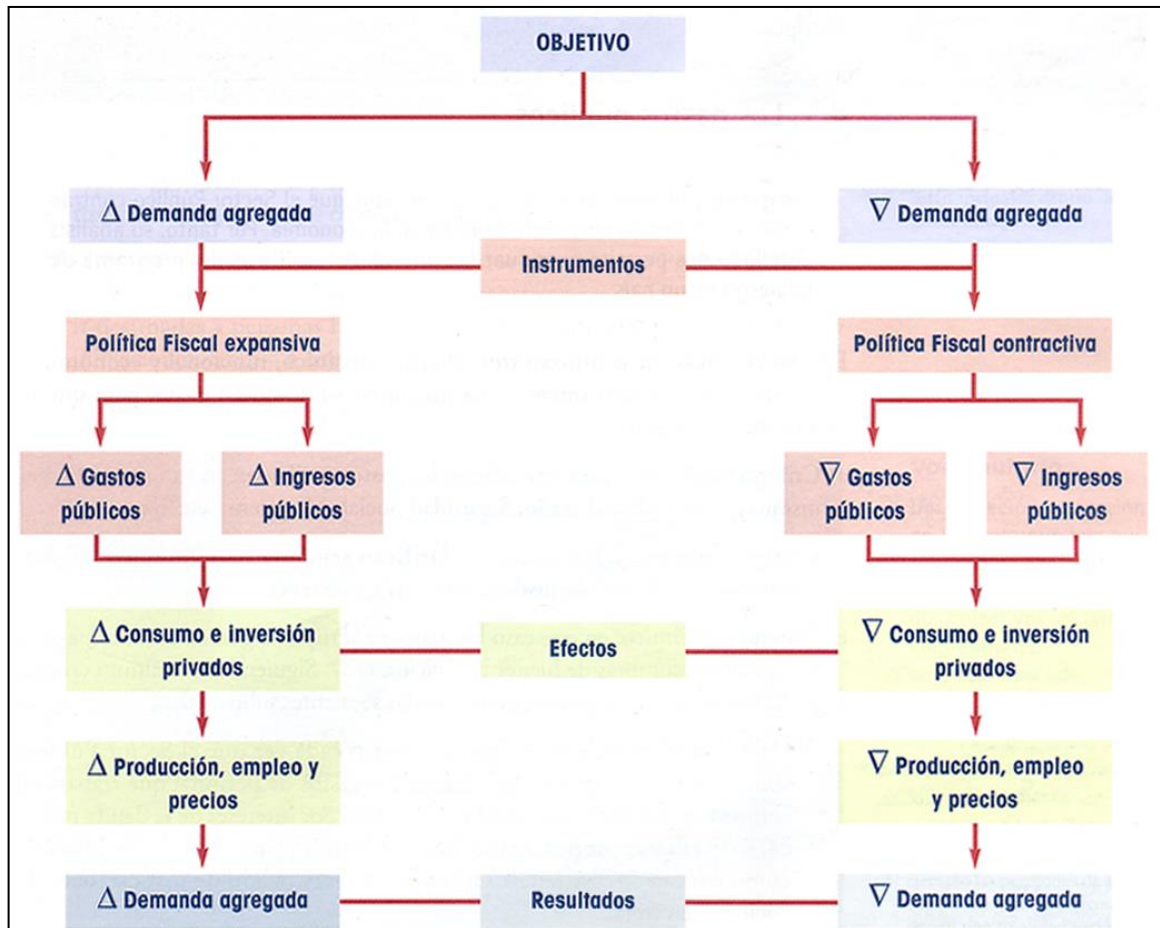 OBJETIVO
Δ Demanda agregada
∇ Demanda agregada
Instrumentos
Política Fiscal expansiva
Política Fiscal contractiva
Δ Gastos
públicos
Δ Ingresos
públicos
∇ Gastos
públicos
∇ Ingresos
públicos
Δ Consumo e inversión
privados
Efectos
∇ Consumo e inversión
privados
Δ Producción, empleo y
precios
∇ Producción, empleo
y precios
Δ Demanda agregada
Resultados
∇ Demanda agregada